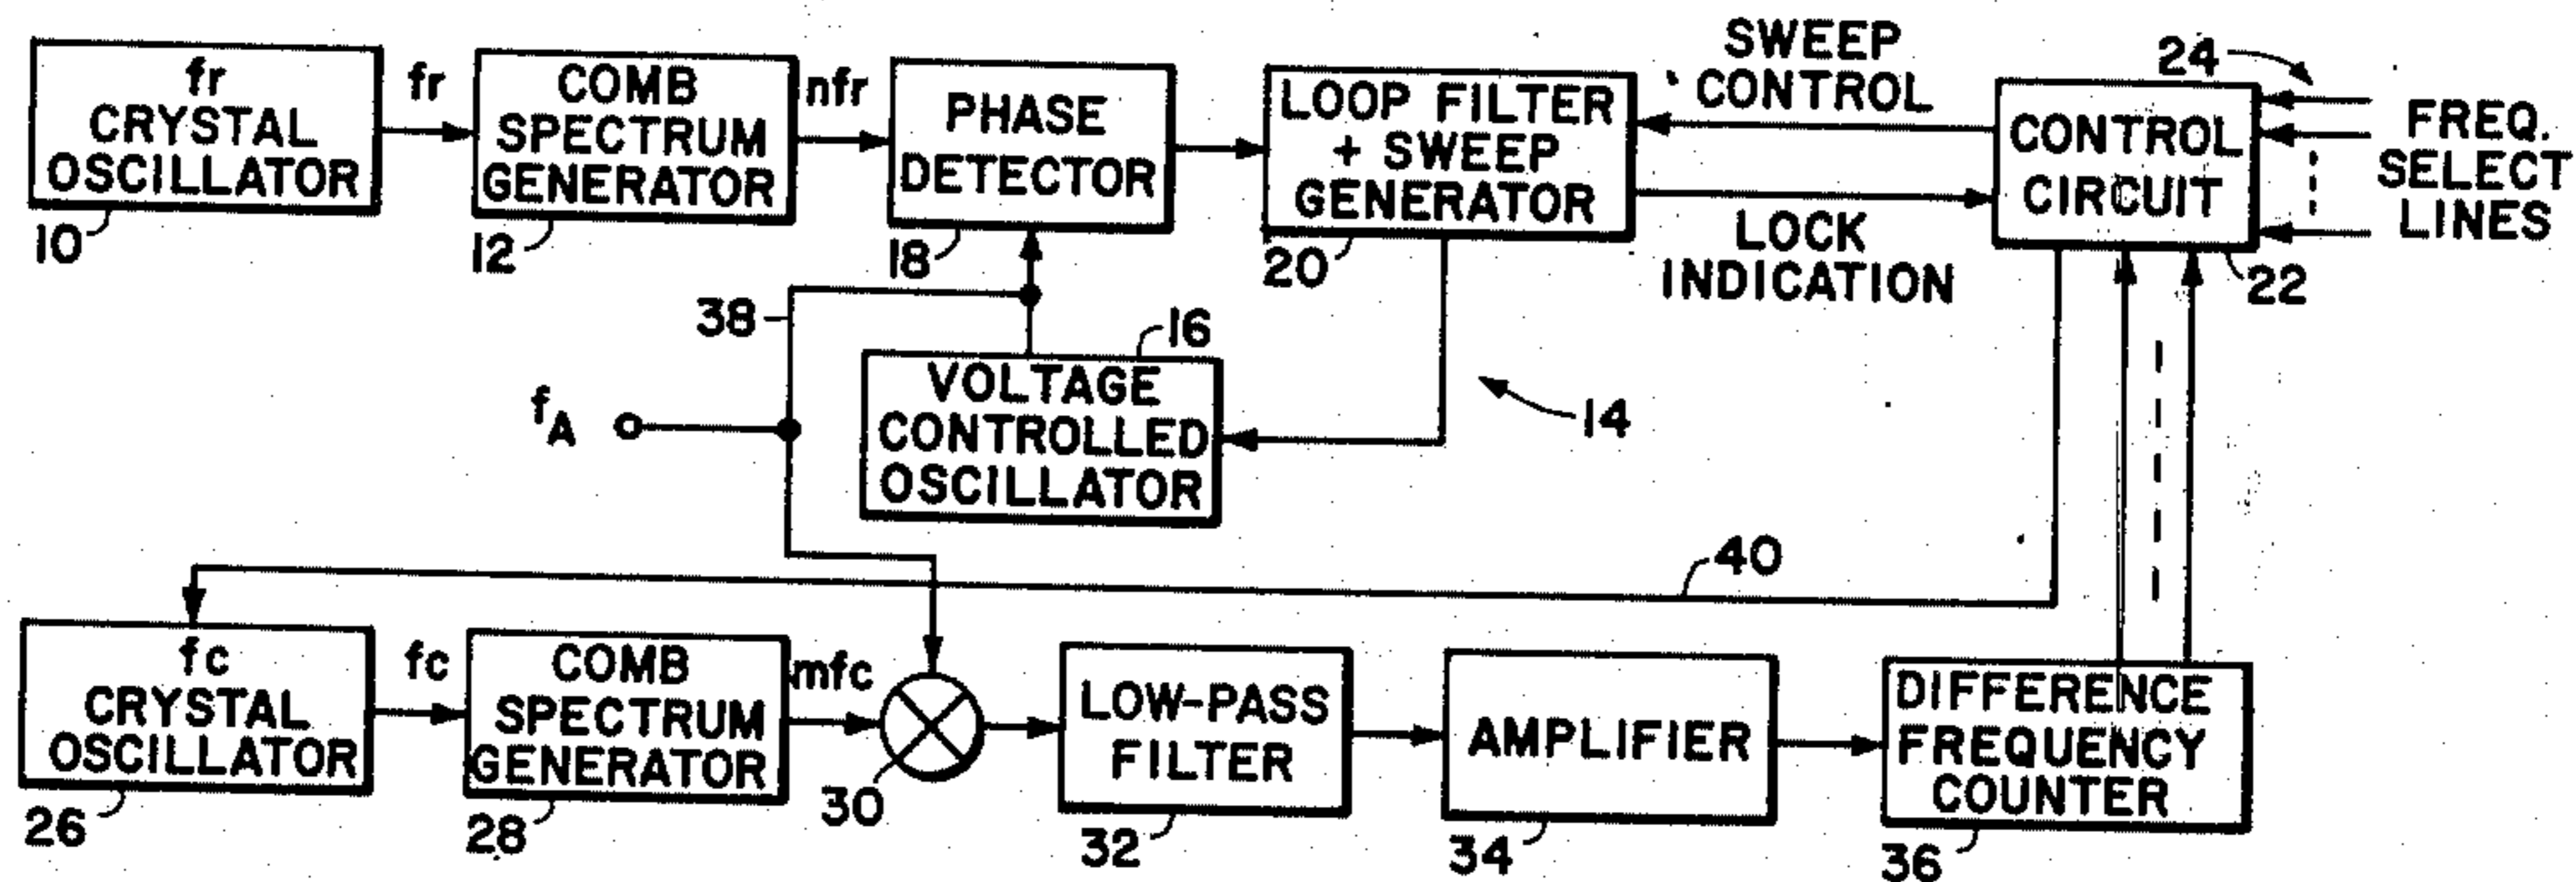 fr
CRYSTAL
OSCILLATOR
10
fr
COMB
SPECTRUM
GENERATOR
12
nfr
PHASE
DETECTOR
18
LOOP FILTER
+ SWEEP
GENERATOR
20
SWEEP
CONTROL
LOCK
INDICATION
CONTROL
CIRCUIT
22
24
FREQ.
SELECT
LINES
38
fA
16
VOLTAGE
CONTROLLED
OSCILLATOR
14
40
fc
CRYSTAL
OSCILLATOR
26
fc
COMB
SPECTRUM
GENERATOR
28
mfc
30
LOW-PASS
FILTER
32
AMPLIFIER
34
DIFFERENCE
FREQUENCY
COUNTER
36